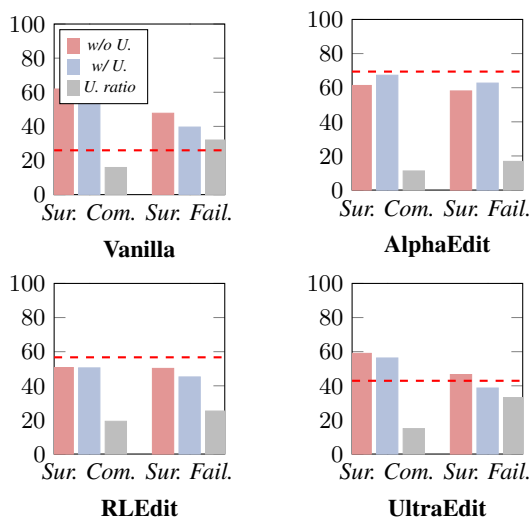 100
80
60
40
20
0
w/o U.
w/ U.
U. ratio
Sur. Com. Sur. Fail.
Vanilla
100
80
60
40
20
0
Sur. Com. Sur. Fail.
AlphaEdit
100
80
60
40
20
0
Sur. Com. Sur. Fail.
RLEdit
100
80
60
40
20
0
Sur. Com. Sur. Fail.
UltraEdit